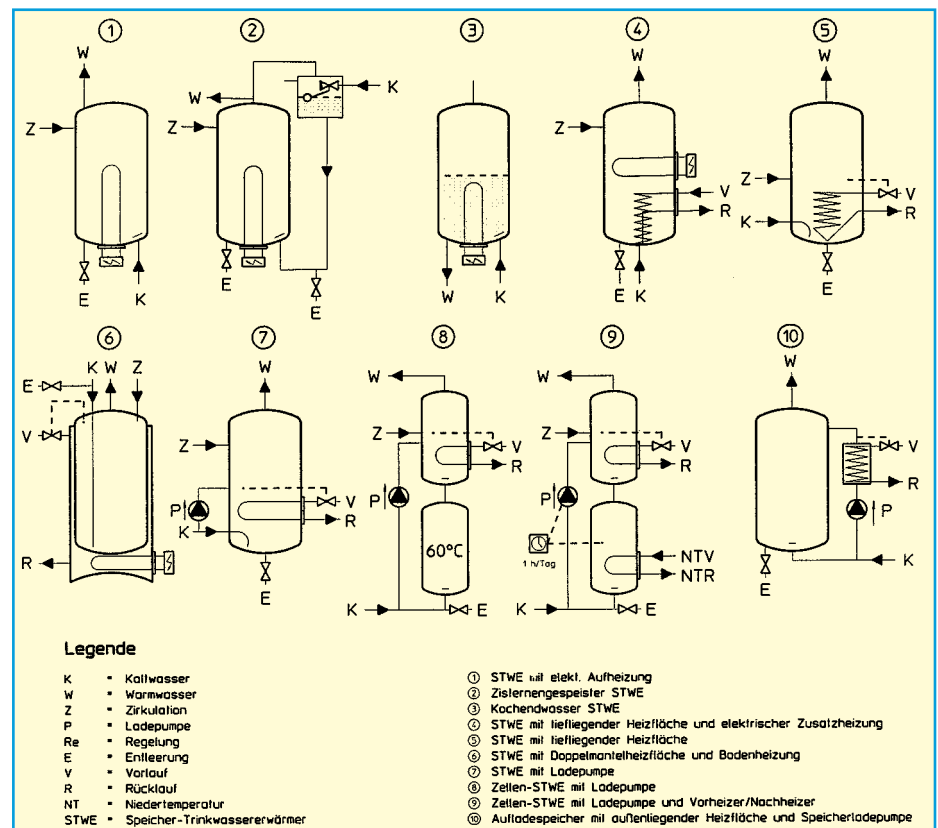 ① ② ③ ④ ⑤
W W W
W K
Z Z Z
V
R
Z V
K R
E E W K E K E
K E
⑥ ⑦ ⑧ ⑨ ⑩
K W Z W W W W
E
V
Z Z Z V
V V R
R R
P P P P
K V
R
R 60°C 1 h/Tag NTV
NTR
E K E K E E K
Legende
K = Kaltwasser
W = Warmwasser
Z = Zirkulation
P = Ladepumpe
Re = Regelung
E = Entleerung
V = Vorlauf
R = Rücklauf
NT = Niedertemperatur
STWE = Speicher-Trinkwassererwärmer
① STWE mit elekt. Aufheizung
② Zisternengespeister STWE
③ Kochendwasser STWE
④ STWE mit tiefliegender Heizfläche und elektrischer Zusatzheizung
⑤ STWE mit tiefliegender Heizfläche
⑥ STWE mit Doppelmantelheizfläche und Bodenheizung
⑦ STWE mit Ladepumpe
⑧ Zellen-STWE mit Ladepumpe
⑨ Zellen-STWE mit Ladepumpe und Vorheizer/Nachheizer
⑩ Aufladespeicher mit außenliegender Heizfläche und Speicherladepumpe